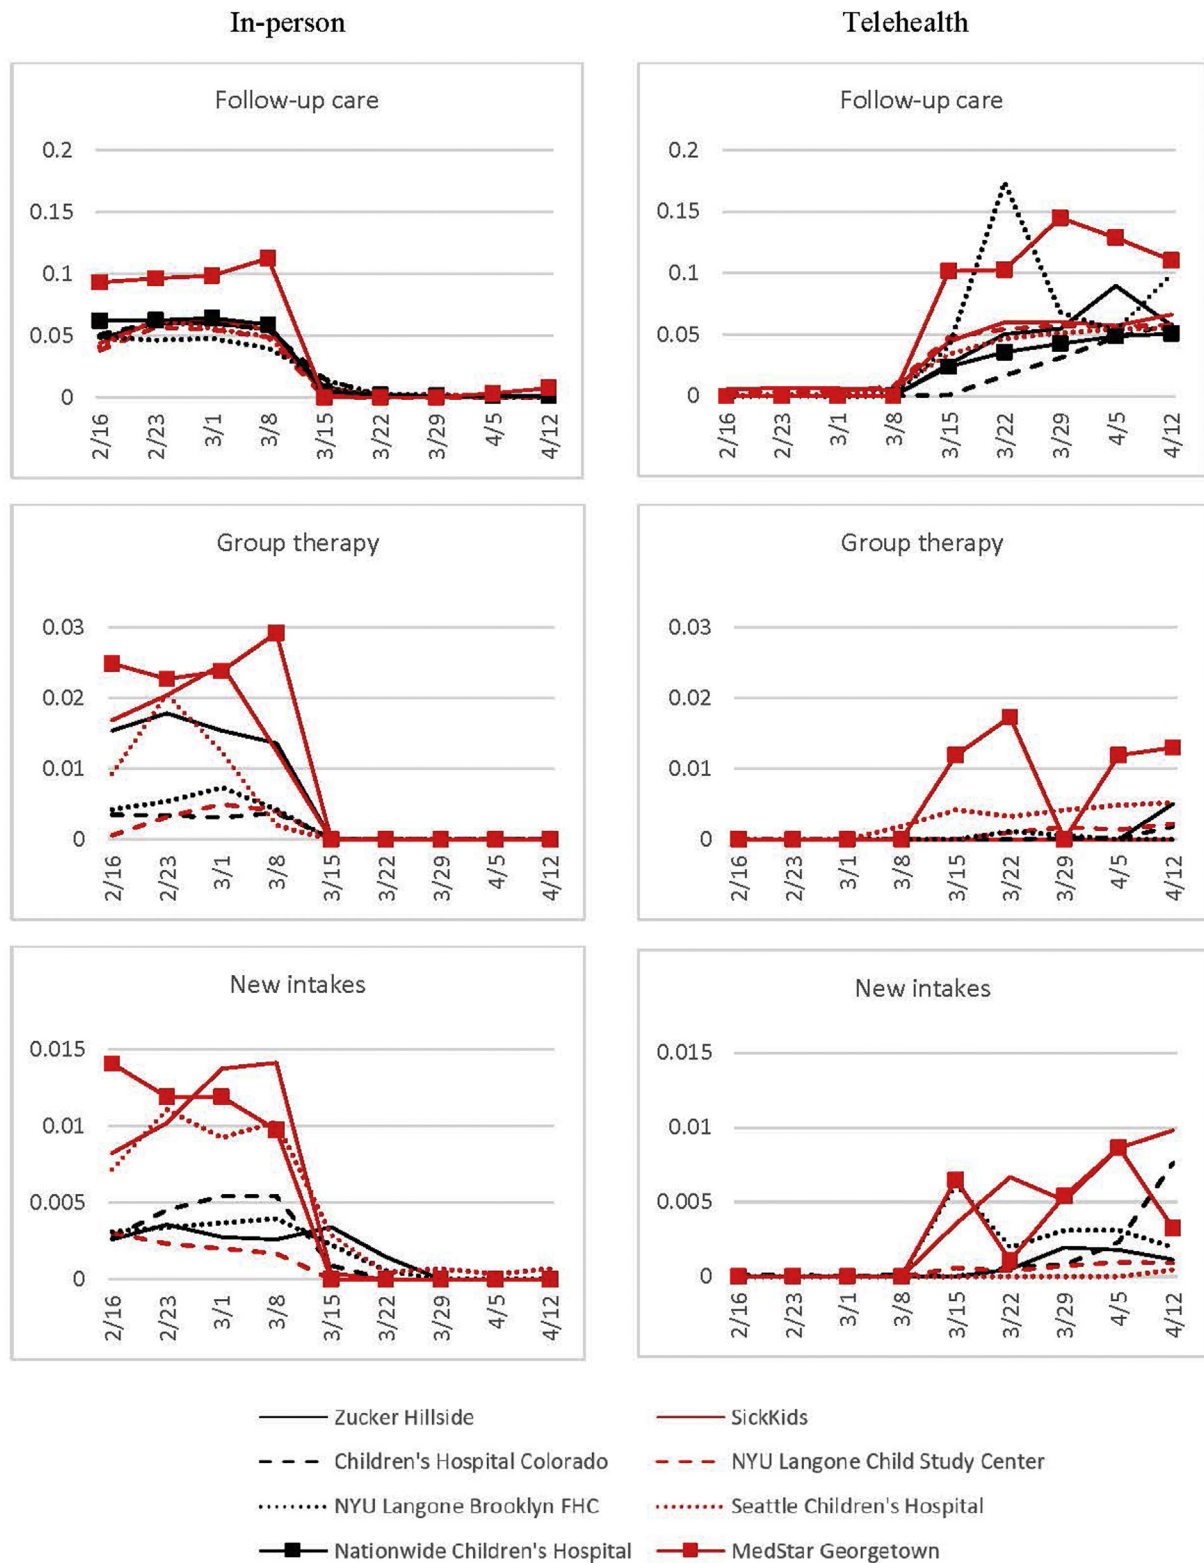 In-person Telehealth
Follow-up care
0.2
0.15
0.1
0.05
0
2/16 2/23 3/1 3/8 3/15 3/22 3/29 4/5 4/12
Follow-up care
0.2
0.15
0.1
0.05
0
2/16 2/23 3/1 3/8 3/15 3/22 3/29 4/5 4/12
Group therapy
0.03
0.02
0.01
0
2/16 2/23 3/1 3/8 3/15 3/22 3/29 4/5 4/12
Group therapy
0.03
0.02
0.01
0
2/16 2/23 3/1 3/8 3/15 3/22 3/29 4/5 4/12
New intakes
0.015
0.01
0.005
0
2/16 2/23 3/1 3/8 3/15 3/22 3/29 4/5 4/12
New intakes
0.015
0.01
0.005
0
2/16 2/23 3/1 3/8 3/15 3/22 3/29 4/5 4/12
Zucker Hillside SickKids
Children's Hospital Colorado NYU Langone Child Study Center
NYU Langone Brooklyn FHC Seattle Children's Hospital
Nationwide Children's Hospital MedStar Georgetown